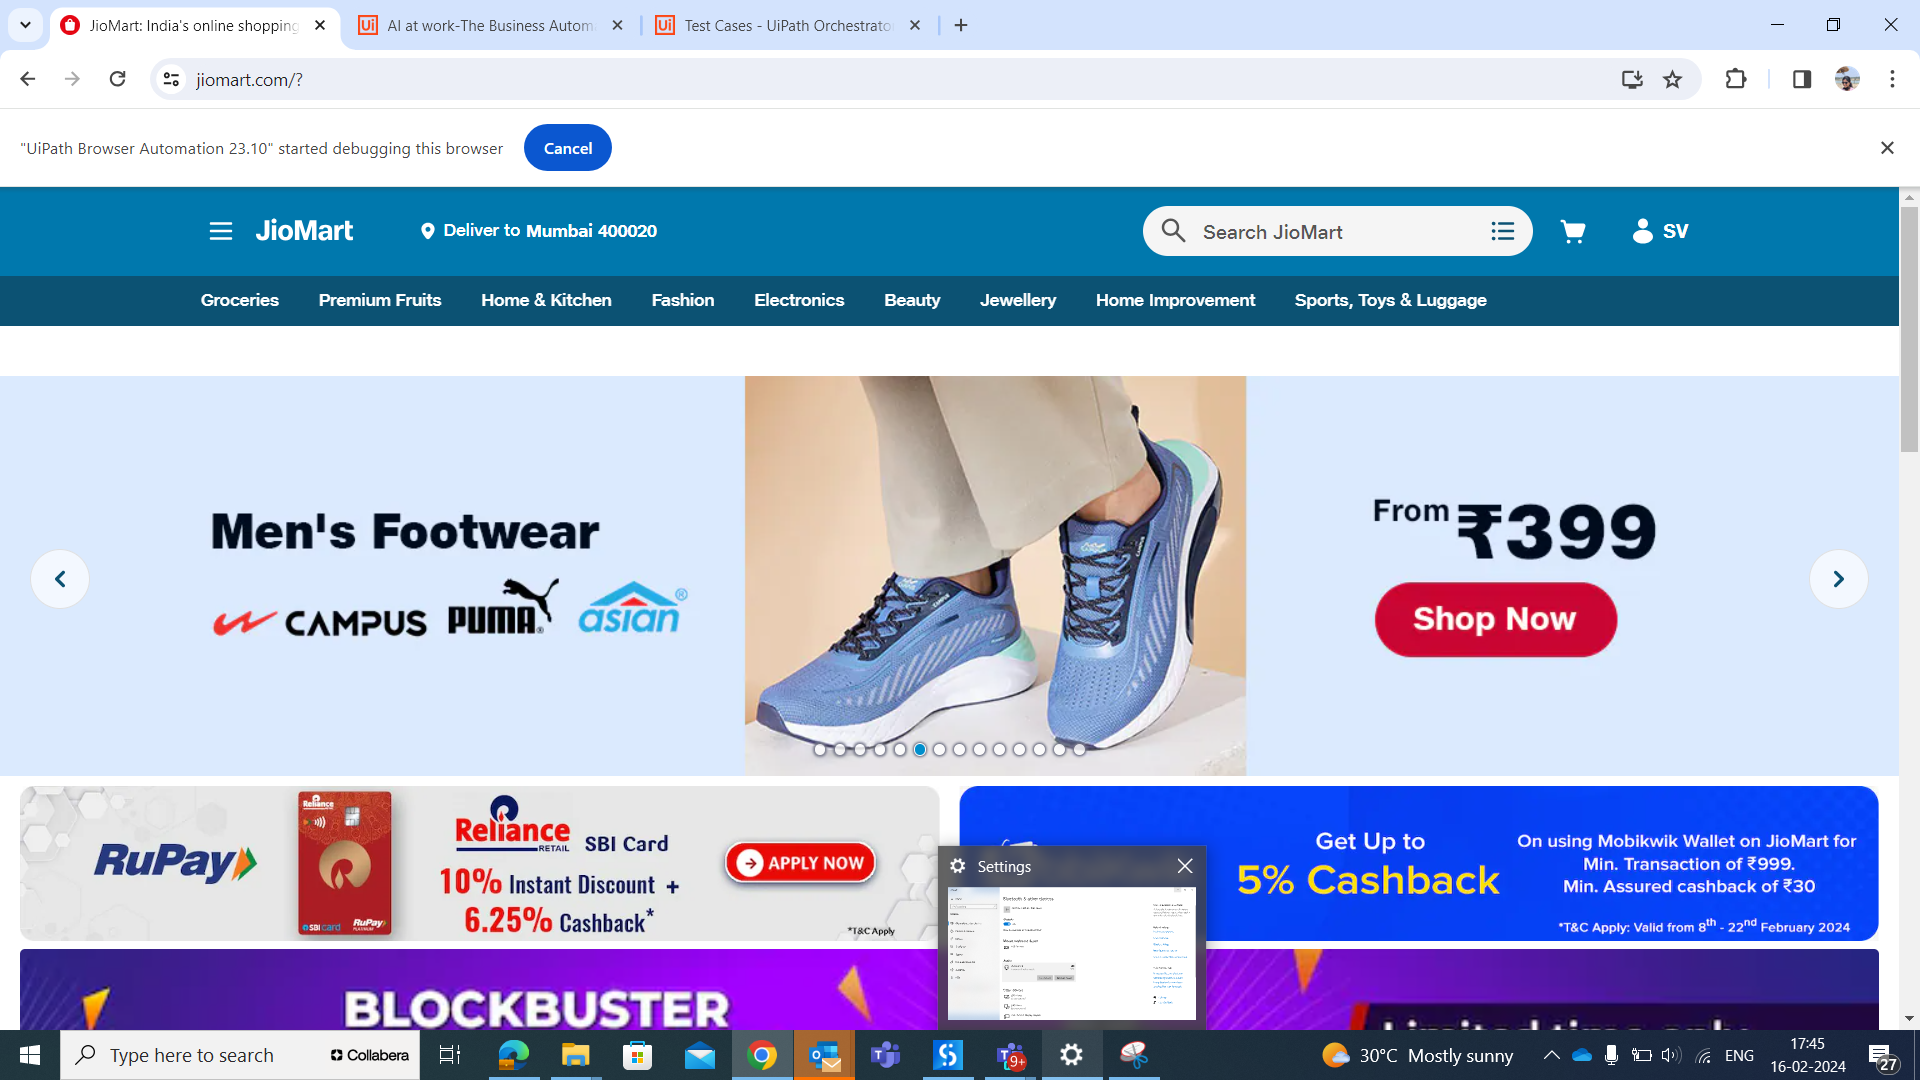 JioMart: India's online shopping
AI at work-The Business Autom
Test Cases - UiPath Orchestrato
jiomart.com/?
"UiPath Browser Automation 23.10" started debugging this browser
Cancel
JioMart
Deliver to Mumbai 400020
Search JioMart
SV
Groceries
Premium Fruits
Home & Kitchen
Fashion
Electronics
Beauty
Jewellery
Home Improvement
Sports, Toys & Luggage
Men's Footwear
CAMPUS
PUMA
asian
From ₹399
Shop Now
RuPay
Reliance
RETAIL
SBI Card
10% Instant Discount +
6.25% Cashback*
APPLY NOW
*T&C Apply
Get Up to
5% Cashback
On using Mobikwik Wallet on JioMart for
Min. Transaction of ₹999.
Min. Assured cashback of ₹30
*T&C Apply: Valid from 8th - 22nd February 2024
Settings
BLOCKBUSTER
Limited time only
Type here to search
Collabera
9+
30°C Mostly sunny
ENG
17:45
16-02-2024
27